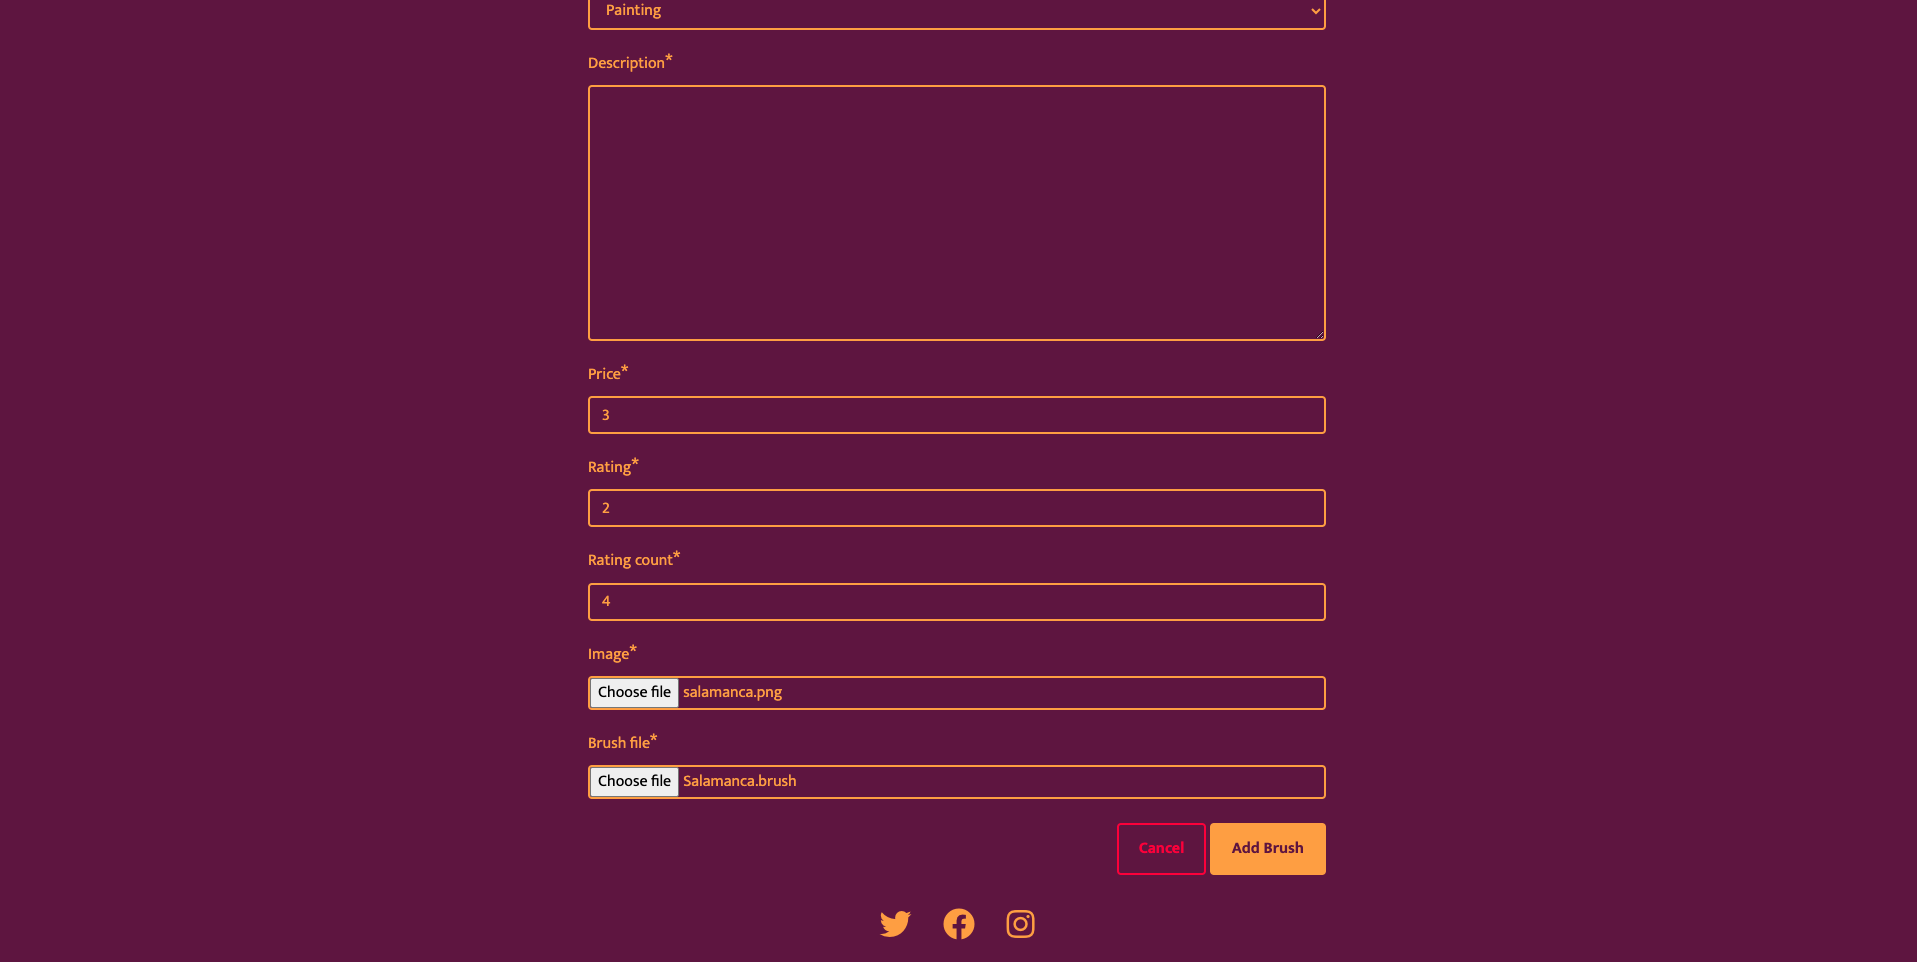 Painting
Description*
Price*
3
Rating*
2
Rating count*
4
Image*
Choose file salamanca.png
Brush file*
Choose file Salamanca.brush
Cancel Add Brush